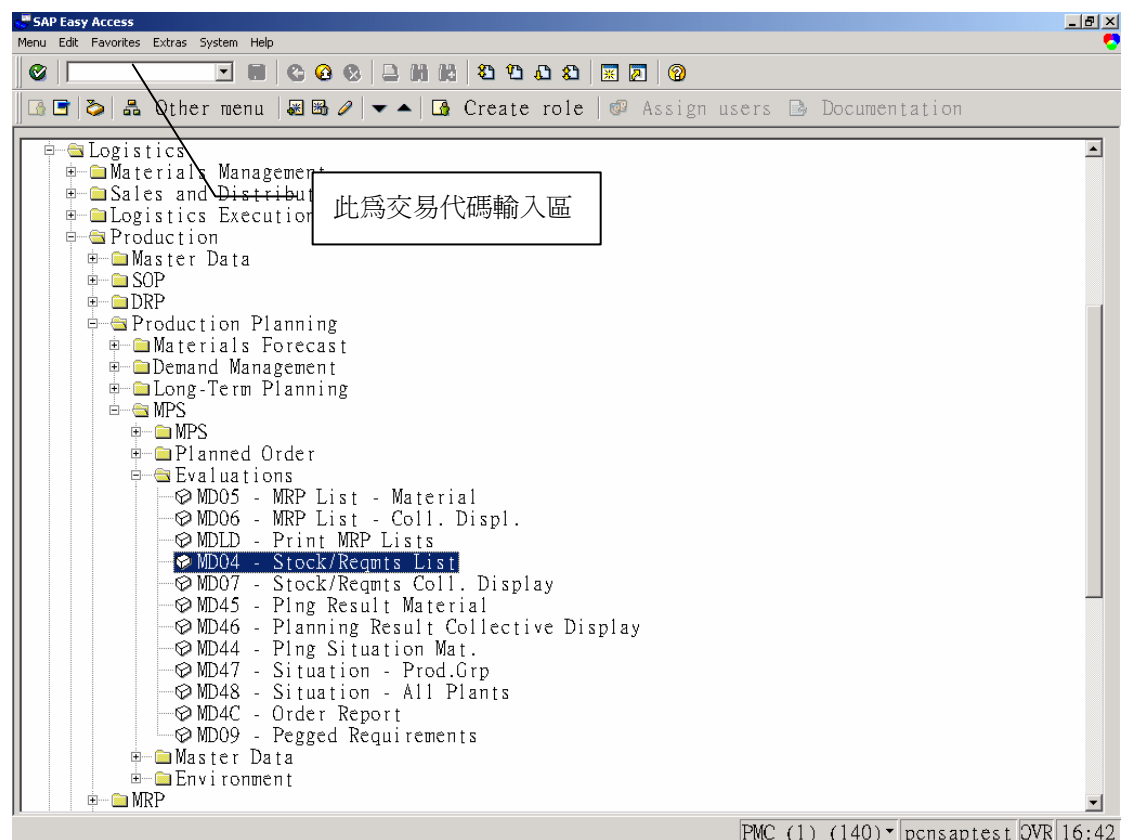 SAP Easy Access
Menu Edit Favorites Extras System Help
Other menu Create role Assign users Documentation
Logistics
Materials Management
Sales and Distribut
Logistics Execution
此爲交易代碼輸入區
Production
Master Data
SOP
DRP
Production Planning
Materials Forecast
Demand Management
Long-Term Planning
MPS
MPS
Planned Order
Evaluations
MD05 - MRP List - Material
MD06 - MRP List - Coll. Displ.
MDLD - Print MRP Lists
MD04 - Stock/Reqmts List
MD07 - Stock/Reqmts Coll. Display
MD45 - Plng Result Material
MD46 - Planning Result Collective Display
MD44 - Plng Situation Mat.
MD47 - Situation - Prod.Grp
MD48 - Situation - All Plants
MD4C - Order Report
MD09 - Pegged Requirements
Master Data
Environment
MRP
PMC (1) (140) pcnsaptest OVR 16:42